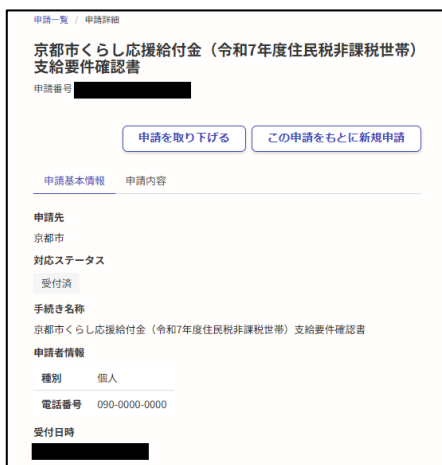 申請一覧 / 申請詳細
京都市くらし応援給付金（令和7年度住民税非課税世帯）
支給要件確認書
申請番号
申請を取り下げる
この申請をもとに新規申請
申請基本情報
申請内容
申請先
京都市
対応ステータス
受付済
手続き名称
京都市くらし応援給付金（令和7年度住民税非課税世帯）支給要件確認書
申請者情報
種別 個人
電話番号 090-0000-0000
受付日時